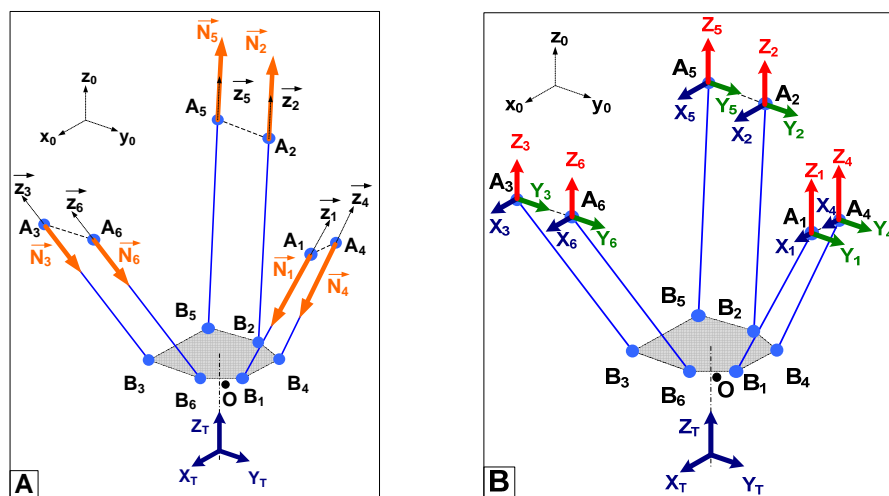 N5
N2
z0
x0
y0
z5
z2
A5
A2
z3
z6
A3
A6
N3
N6
z1
z4
A1
A4
N1
N4
B5
B2
B3
B4
B6
B1
O
ZT
XT
YT
A
Z5
Z2
z0
x0
y0
A5
A2
X5
Y5
X2
Y2
Z3
Z6
A3
Y3
A6
X3
X6
Y6
Z1
Z4
A1
X4
A4
X1
Y4
Y1
B5
B2
B3
B4
B6
B1
O
ZT
XT
YT
B